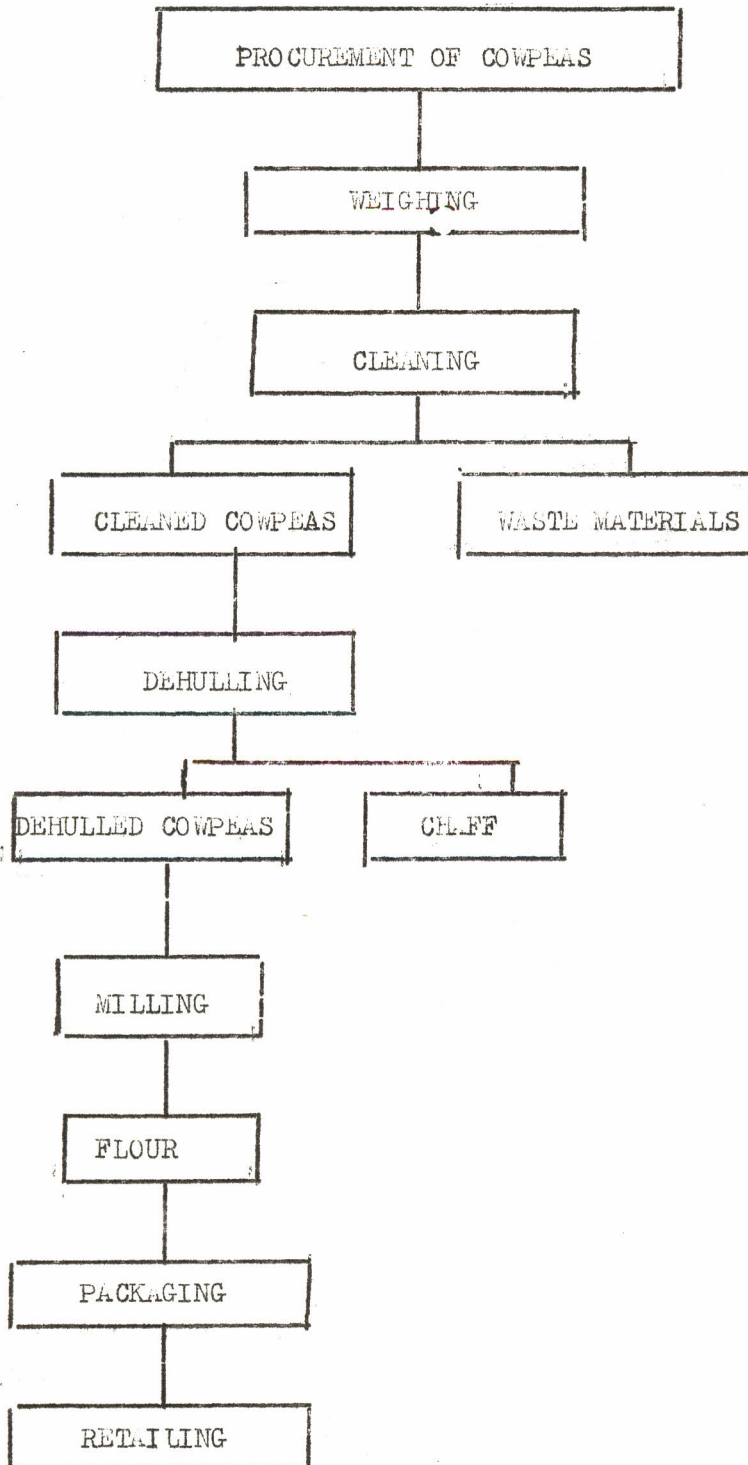 PROCUREMENT OF COWPEAS
WEIGHING
CLEANING
CLEANED COWPEAS
WASTE MATERIALS
DEHULLING
DEHULLED COWPEAS
CHAFF
MILLING
FLOUR
PACKAGING
RETAILING